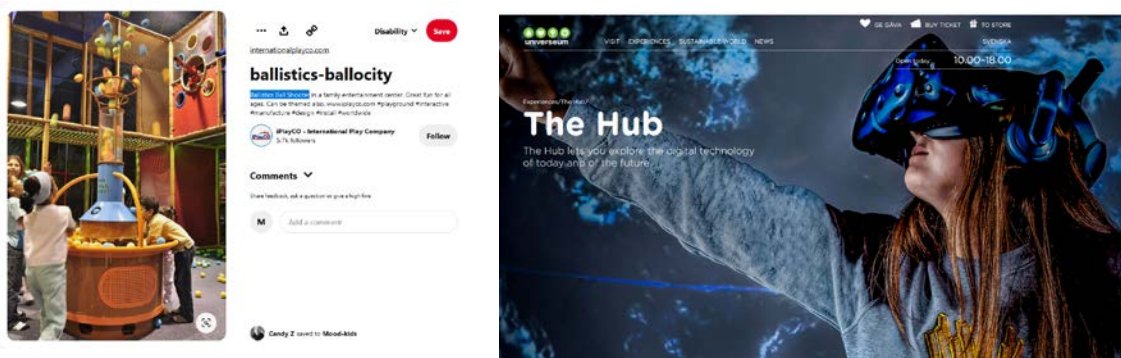 Disability
Save
internationalplayco.com
ballistics-ballocity
Ballistics Ball Shooter in a family entertainment center. Great fun for all
ages. Can be themed also. www.iplayco.com #playground #interactive
#manufacture #design #install #worldwide
iPlayCO - International Play Company
5.7k followers
Follow
Comments
Share feedback, ask a question or give a high five
M
Add a comment
Candy Z saved to Mood-kids
universeum
VISIT EXPERIENCES SUSTAINABLE WORLD NEWS
GE GÅVA BUY TICKET TO STORE
SVENSKA
Open today 10.00-18.00
Experiences/The Hub/
The Hub
The Hub lets you explore the digital technology
of today and of the future.